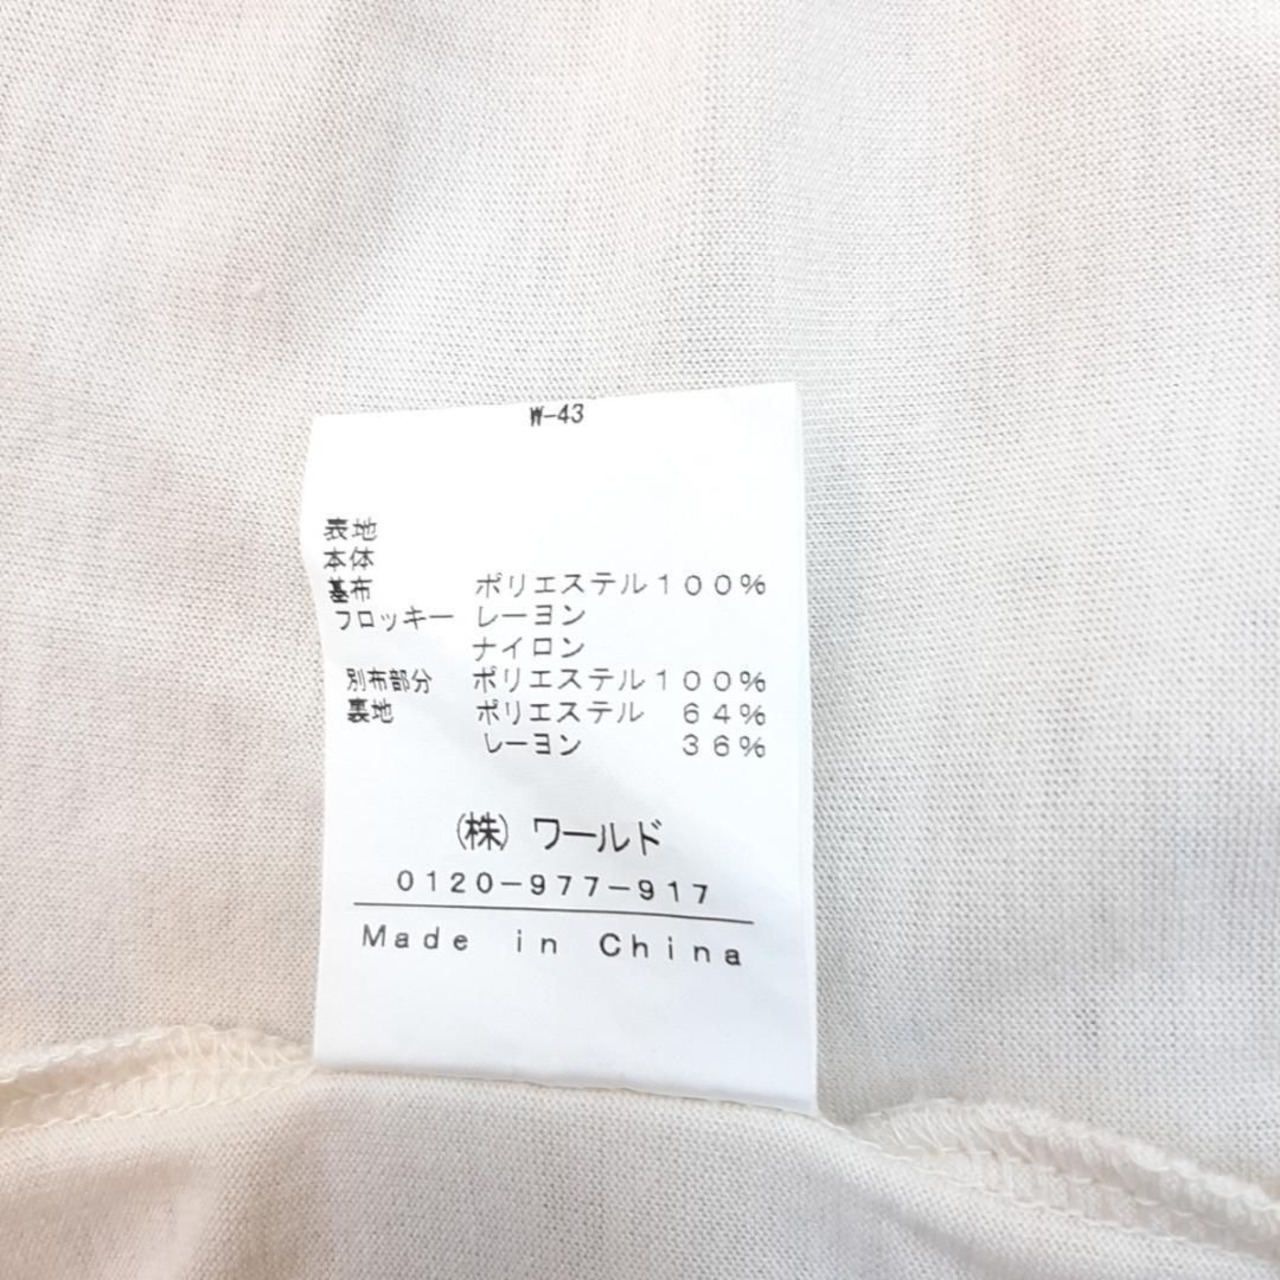 W-43
表地
本体
基布 ポリエステル100%
フロッキー レーヨン
ナイロン
別布部分 ポリエステル100%
裏地 ポリエステル 64%
レーヨン 36%
(株)ワールド
0120-977-917
Made in China